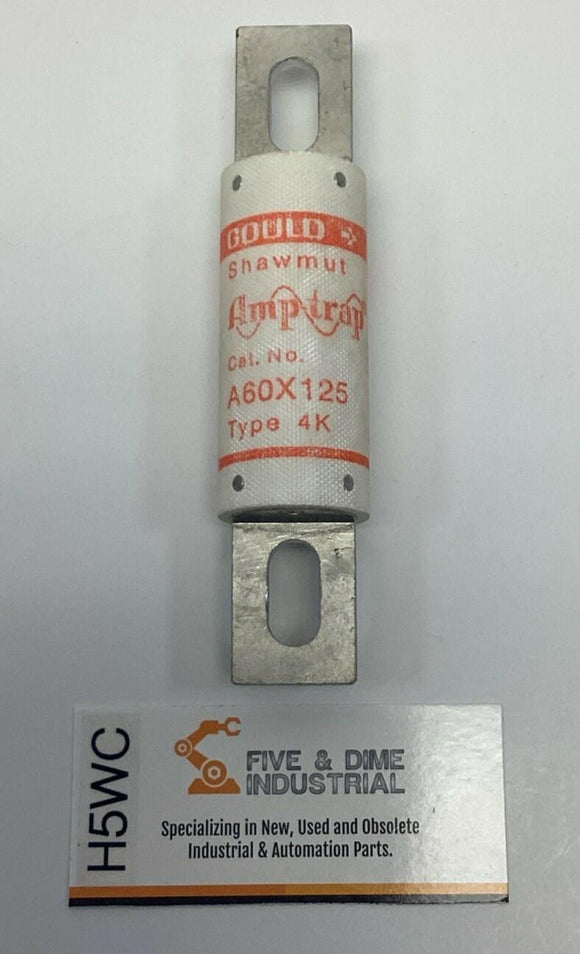 GOULD
Shawmut
Amp-trap®
Cat. No.
A60X125
Type 4K
H5WC
FIVE & DIME
INDUSTRIAL
Specializing in New, Used and Obsolete
Industrial & Automation Parts.